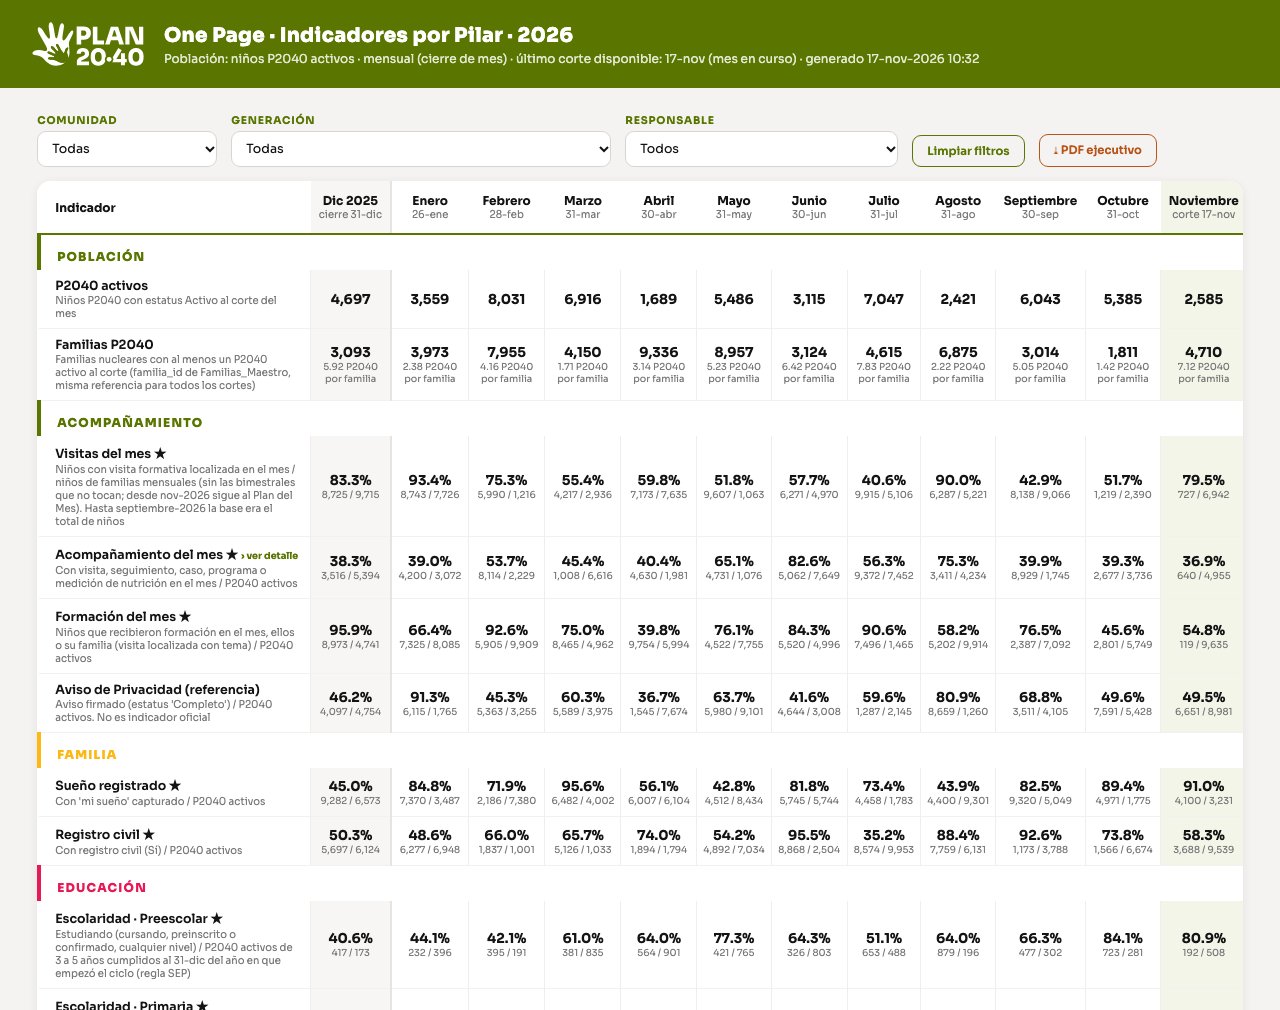 PLAN
20·40
One Page · Indicadores por Pilar · 2026
Población: niños P2040 activos · mensual (cierre de mes) · último corte disponible: 17-nov (mes en curso) · generado 17-nov-2026 10:32
COMUNIDAD GENERACIÓN RESPONSABLE
Todas Todas Todos Limpiar filtros ↓ PDF ejecutivo
Indicador Dic 2025 Enero Febrero Marzo Abril Mayo Junio Julio Agosto Septiembre Octubre Noviembre
cierre 31-dic 26-ene 28-feb 31-mar 30-abr 31-may 30-jun 31-jul 31-ago 30-sep 31-oct corte 17-nov
POBLACIÓN
P2040 activos
Niños P2040 con estatus Activo al corte del
mes
4,697 3,559 8,031 6,916 1,689 5,486 3,115 7,047 2,421 6,043 5,385 2,585
Familias P2040
Familias nucleares con al menos un P2040
activo al corte (familia_id de Familias_Maestro,
misma referencia para todos los cortes)
3,093 3,973 7,955 4,150 9,336 8,957 3,124 4,615 6,875 3,014 1,811 4,710
5.92 P2040 2.38 P2040 4.16 P2040 1.71 P2040 3.14 P2040 5.23 P2040 6.42 P2040 7.83 P2040 2.22 P2040 5.05 P2040 1.42 P2040 7.12 P2040
por familia por familia por familia por familia por familia por familia por familia por familia por familia por familia por familia por familia
ACOMPAÑAMIENTO
Visitas del mes ★
Niños con visita formativa localizada en el mes /
niños de familias mensuales (sin las bimestrales
que no tocan; desde nov-2026 sigue al Plan del
Mes). Hasta septiembre-2026 la base era el
total de niños
83.3% 93.4% 75.3% 55.4% 59.8% 51.8% 57.7% 40.6% 90.0% 42.9% 51.7% 79.5%
8,725 / 9,715 8,743 / 7,726 5,990 / 1,216 4,217 / 2,936 7,173 / 7,635 9,607 / 1,063 6,271 / 4,970 9,915 / 5,106 6,287 / 5,221 8,138 / 9,066 1,219 / 2,390 727 / 6,942
Acompañamiento del mes ★ › ver detalle
Con visita, seguimiento, caso, programa o
medición de nutrición en el mes / P2040 activos
38.3% 39.0% 53.7% 45.4% 40.4% 65.1% 82.6% 56.3% 75.3% 39.9% 39.3% 36.9%
3,516 / 5,394 4,200 / 3,072 8,114 / 2,229 1,008 / 6,616 4,630 / 1,981 4,731 / 1,076 5,062 / 7,649 9,372 / 7,452 3,411 / 4,234 8,929 / 1,745 2,677 / 3,736 640 / 4,955
Formación del mes ★
Niños que recibieron formación en el mes, ellos
o su familia (visita localizada con tema) / P2040
activos
95.9% 66.4% 92.6% 75.0% 39.8% 76.1% 84.3% 90.6% 58.2% 76.5% 45.6% 54.8%
8,973 / 4,741 7,325 / 8,085 5,905 / 9,909 8,465 / 4,962 9,754 / 5,994 4,522 / 7,755 5,520 / 4,996 7,496 / 1,465 5,202 / 9,914 2,387 / 7,092 2,801 / 5,749 119 / 9,635
Aviso de Privacidad (referencia)
Aviso firmado (estatus 'Completo') / P2040
activos. No es indicador oficial
46.2% 91.3% 45.3% 60.3% 36.7% 63.7% 41.6% 59.6% 80.9% 68.8% 49.6% 49.5%
4,097 / 4,754 6,115 / 1,765 5,363 / 3,255 5,589 / 3,975 1,545 / 7,674 5,980 / 9,101 4,644 / 3,008 1,287 / 2,145 8,659 / 1,260 3,511 / 4,105 7,591 / 5,428 6,651 / 8,981
FAMILIA
Sueño registrado ★
Con 'mi sueño' capturado / P2040 activos
45.0% 84.8% 71.9% 95.6% 56.1% 42.8% 81.8% 73.4% 43.9% 82.5% 89.4% 91.0%
9,282 / 6,573 7,370 / 3,487 2,186 / 7,380 6,482 / 4,002 6,007 / 6,104 4,512 / 8,434 5,745 / 5,744 4,458 / 1,783 4,400 / 9,301 9,320 / 5,049 4,971 / 1,775 4,100 / 3,231
Registro civil ★
Con registro civil (Sí) / P2040 activos
50.3% 48.6% 66.0% 65.7% 74.0% 54.2% 95.5% 35.2% 88.4% 92.6% 73.8% 58.3%
5,697 / 6,124 6,277 / 6,948 1,837 / 1,001 5,126 / 1,033 1,894 / 1,794 4,892 / 7,034 8,868 / 2,504 8,574 / 9,953 7,759 / 6,131 1,173 / 3,788 1,566 / 6,674 3,688 / 9,539
EDUCACIÓN
Escolaridad · Preescolar ★
Estudiando (cursando, preinscrito o
confirmado, cualquier nivel) / P2040 activos de
3 a 5 años cumplidos al 31-dic del año en que
empezó el ciclo (regla SEP)
40.6% 44.1% 42.1% 61.0% 64.0% 77.3% 64.3% 51.1% 64.0% 66.3% 84.1% 80.9%
417 / 173 232 / 396 395 / 191 381 / 835 564 / 901 421 / 765 326 / 803 653 / 488 879 / 196 477 / 302 723 / 281 192 / 508
Escolaridad · Primaria ★